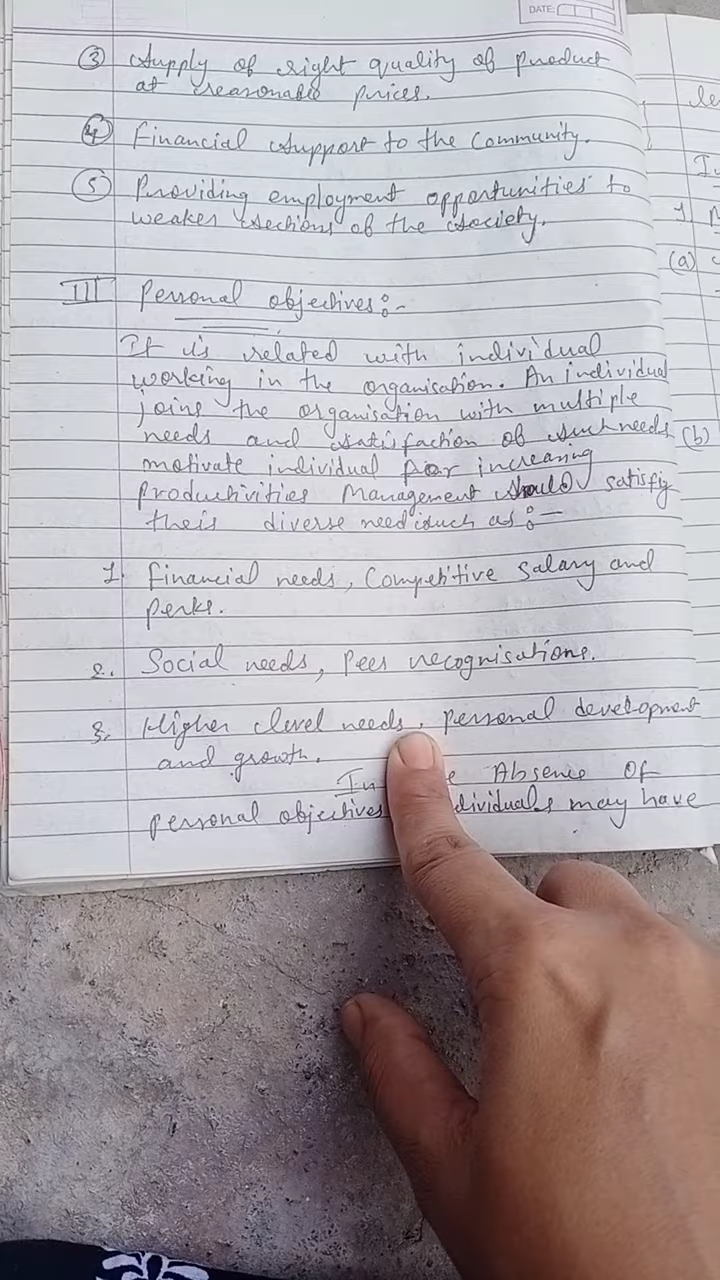 DATE:
③ Supply of right quality of product
at reasonable prices.
④ Financial support to the Community.
⑤ Providing employment opportunities to
weaker sections of the society.
III Personal objectives:-
It is related with individual
working in the organisation. An individual
joins the organisation with multiple
needs and satisfaction of such needs
motivate individual for increasing
Productivities Management should satisfy
their diverse need such as :-
1. Financial needs, Competitive Salary and
perks.
2. Social needs, Peer recognisations.
3. Higher level needs, personal development
and growth.
In Absence Of
personal objectives may have
(a)
(b)